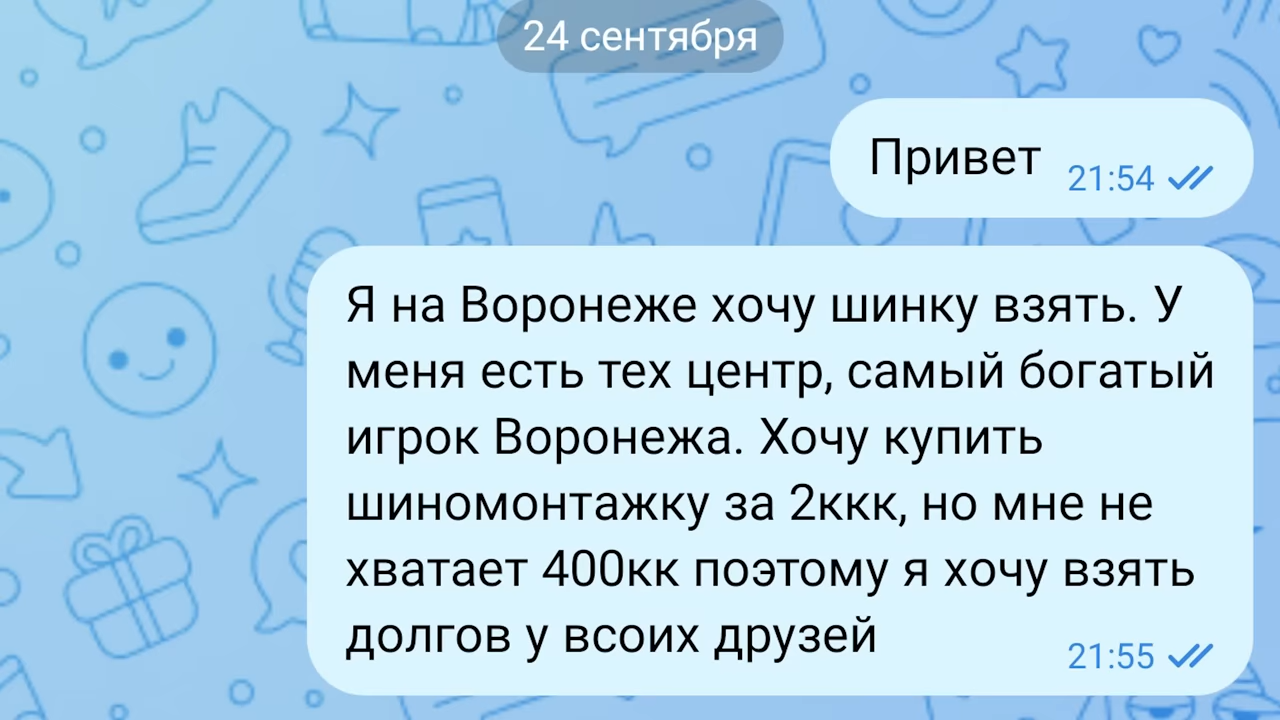 24 сентября
Привет 21:54
Я на Воронеже хочу шинку взять. У
меня есть тех центр, самый богатый
игрок Воронежа. Хочу купить
шиномонтажку за 2ккк, но мне не
хватает 400кк поэтому я хочу взять
долгов у всоих друзей 21:55